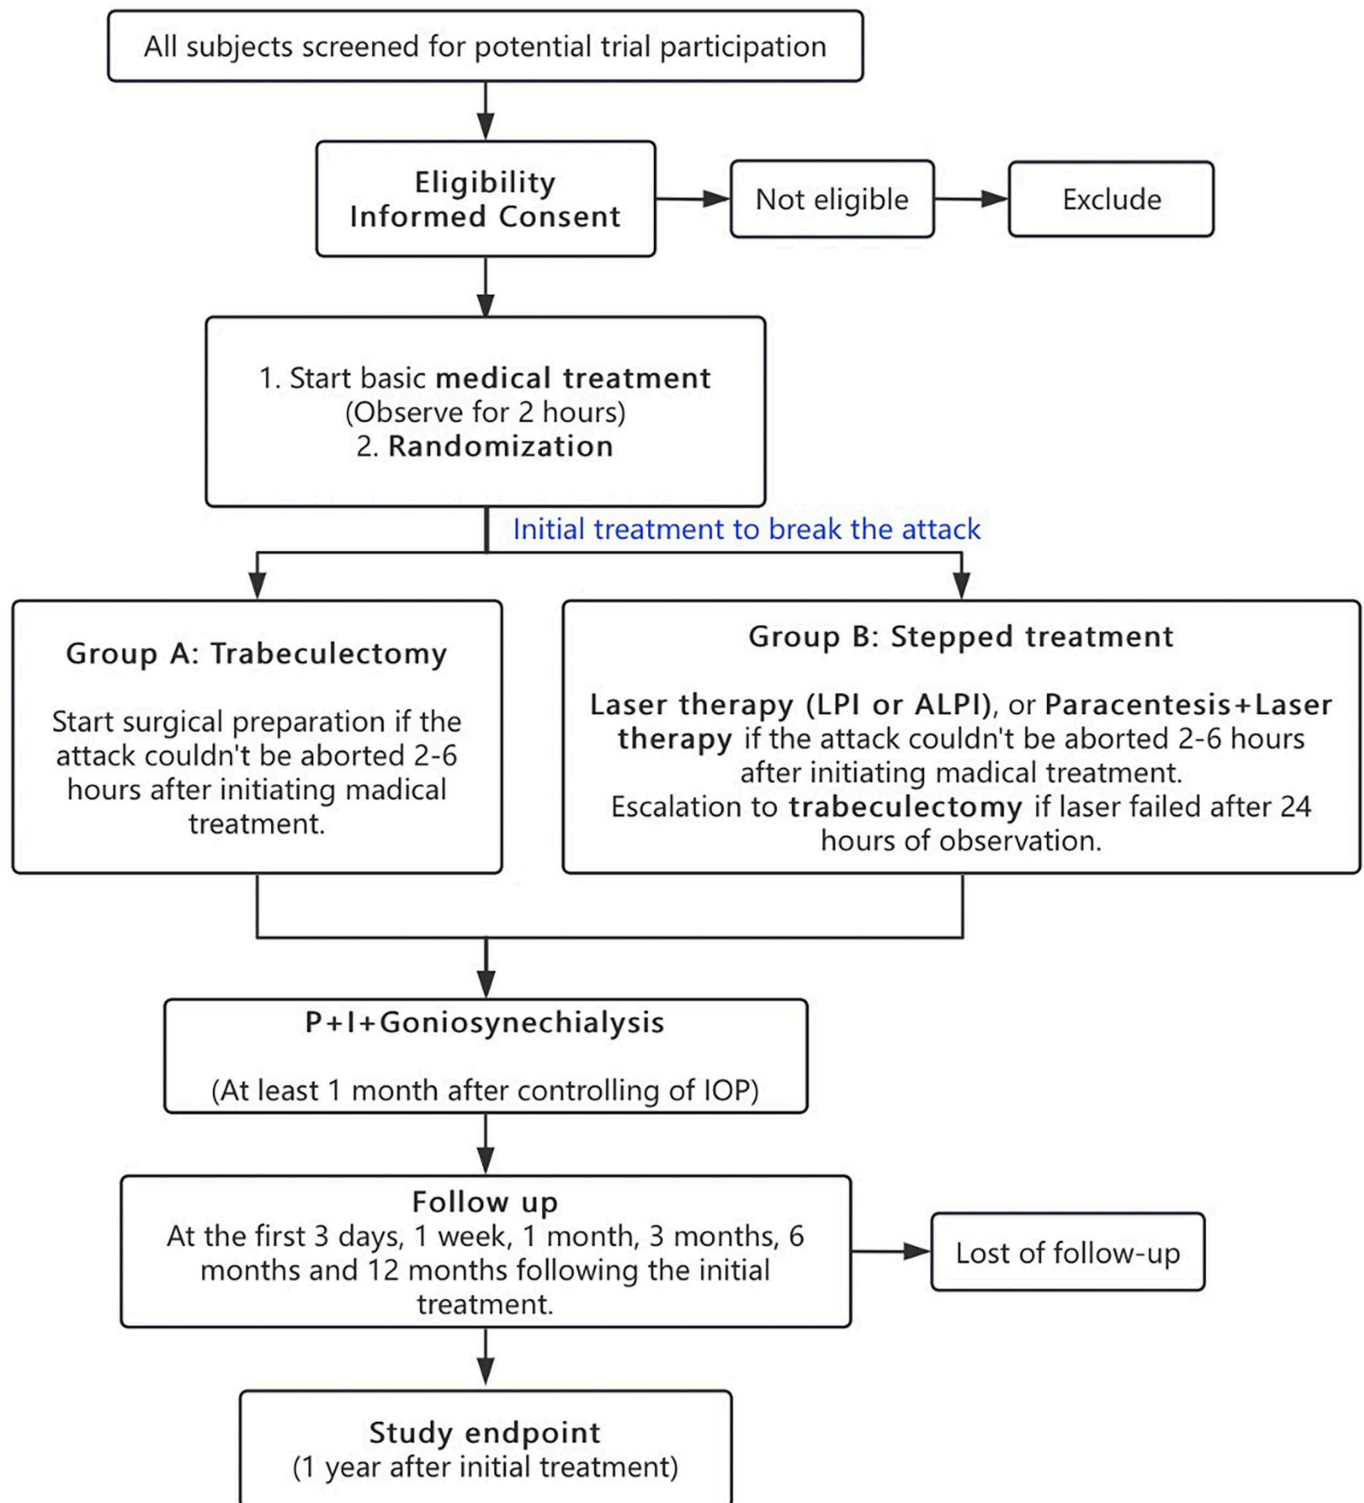 All subjects screened for potential trial participation
Eligibility
Informed Consent
Not eligible
Exclude
1. Start basic medical treatment
(Observe for 2 hours)
2. Randomization
Initial treatment to break the attack
Group A: Trabeculectomy
Start surgical preparation if the
attack couldn't be aborted 2-6
hours after initiating madical
treatment.
Group B: Stepped treatment
Laser therapy (LPI or ALPI), or Paracentesis+Laser
therapy if the attack couldn't be aborted 2-6 hours
after initiating madical treatment.
Escalation to trabeculectomy if laser failed after 24
hours of observation.
P+I+Goniosynechialysis
(At least 1 month after controlling of IOP)
Follow up
At the first 3 days, 1 week, 1 month, 3 months, 6
months and 12 months following the initial
treatment.
Lost of follow-up
Study endpoint
(1 year after initial treatment)